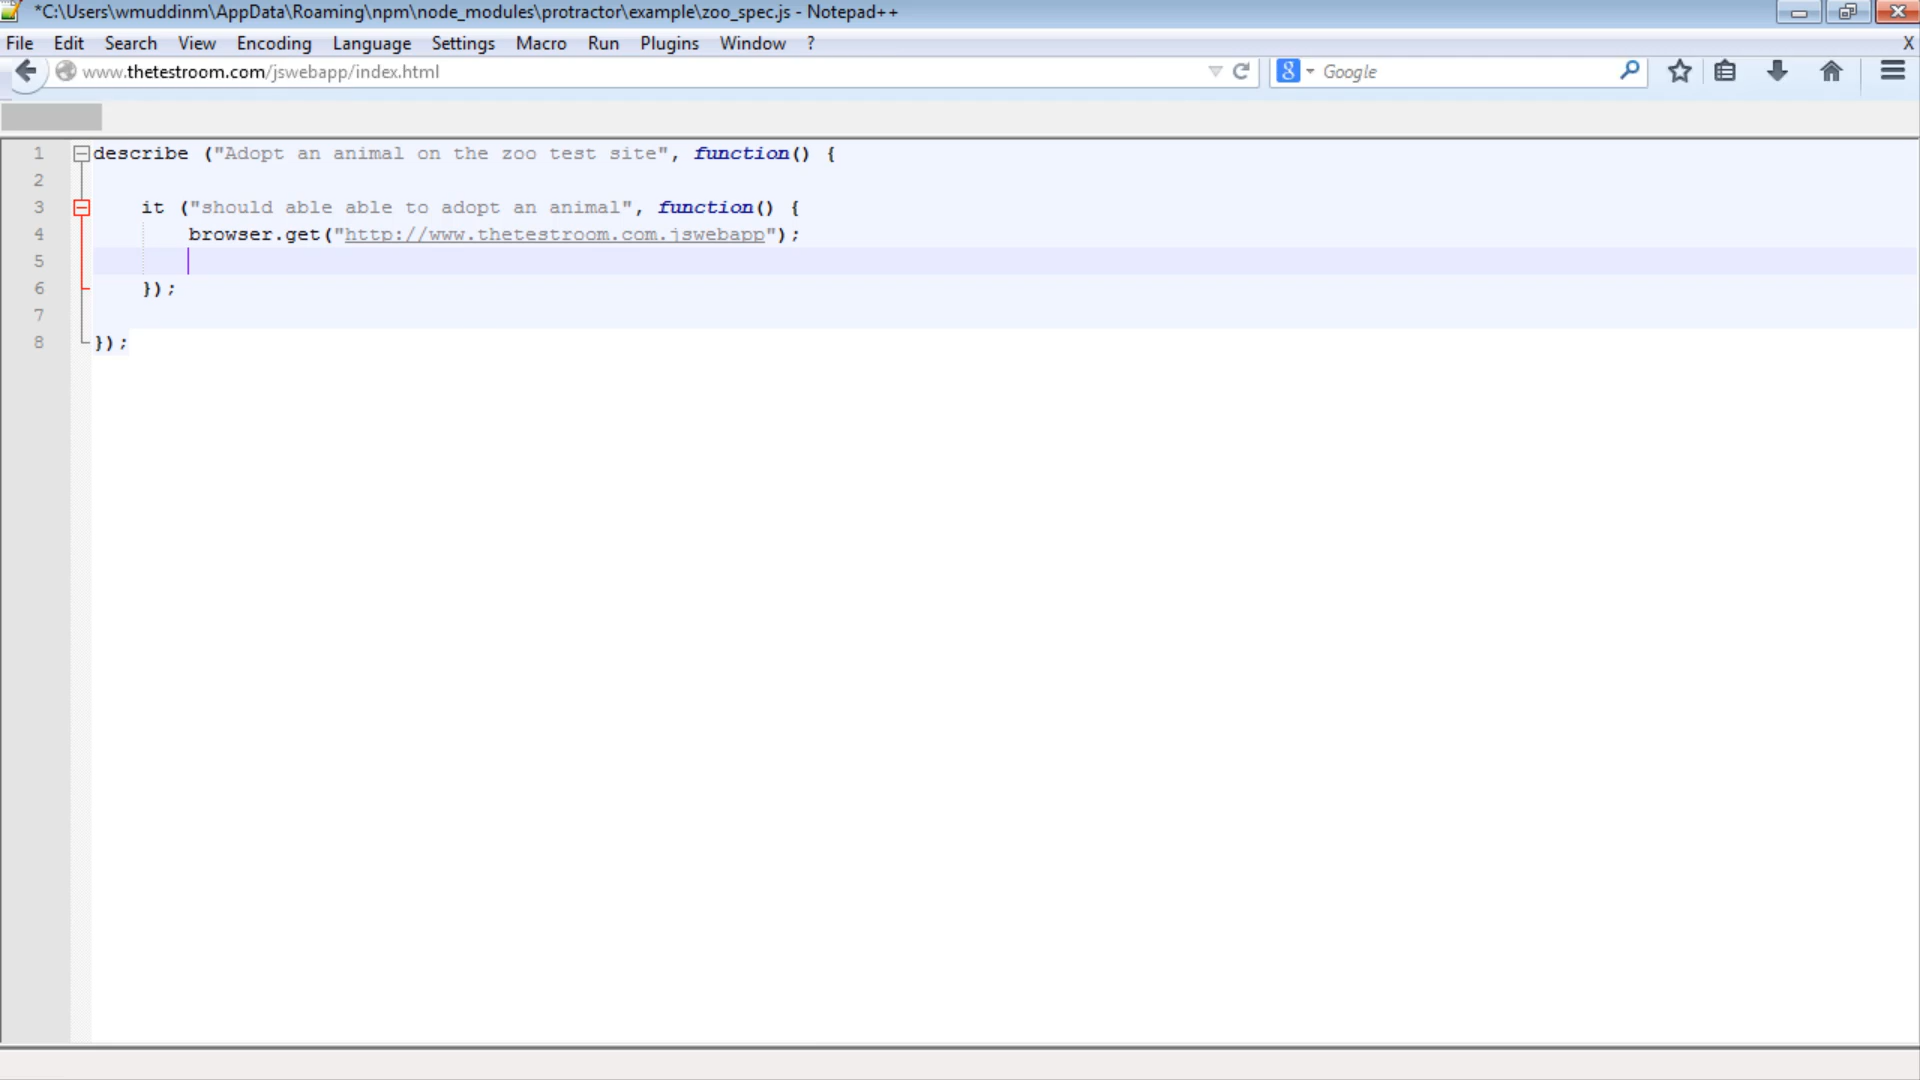 *C:\Users\wmuddinm\AppData\Roaming\npm\node_modules\protractor\example\zoo_spec.js - Notepad++
File Edit Search View Encoding Language Settings Macro Run Plugins Window ? X
www.thetestroom.com/jswebapp/index.html 8 Google
1 describe ("Adopt an animal on the zoo test site", function() {
2
3 it ("should able able to adopt an animal", function() {
4 browser.get("http://www.thetestroom.com.jswebapp");
5
6 });
7
8 });